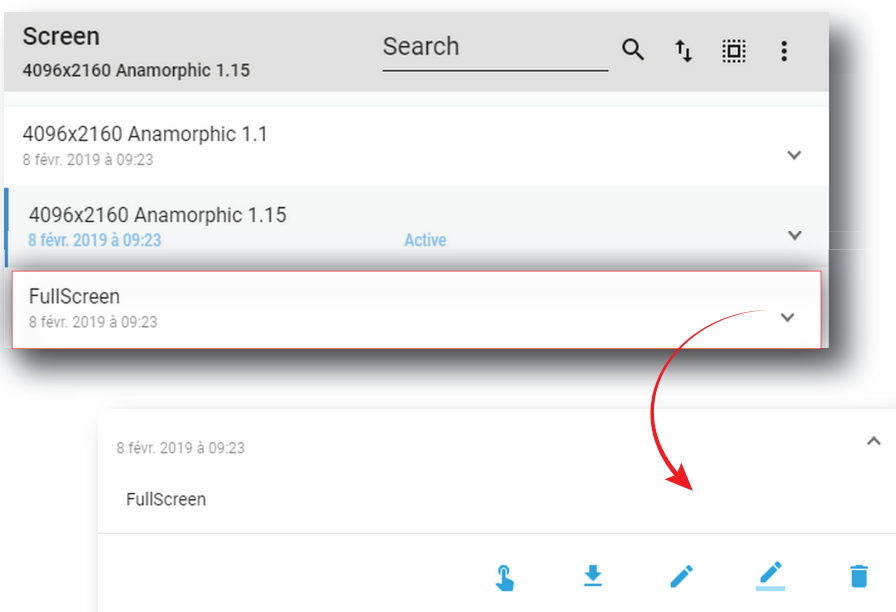 Screen
Search
4096x2160 Anamorphic 1.15
4096x2160 Anamorphic 1.1
8 févr. 2019 à 09:23
4096x2160 Anamorphic 1.15
8 févr. 2019 à 09:23 Active
FullScreen
8 févr. 2019 à 09:23
8 févr. 2019 à 09:23
FullScreen